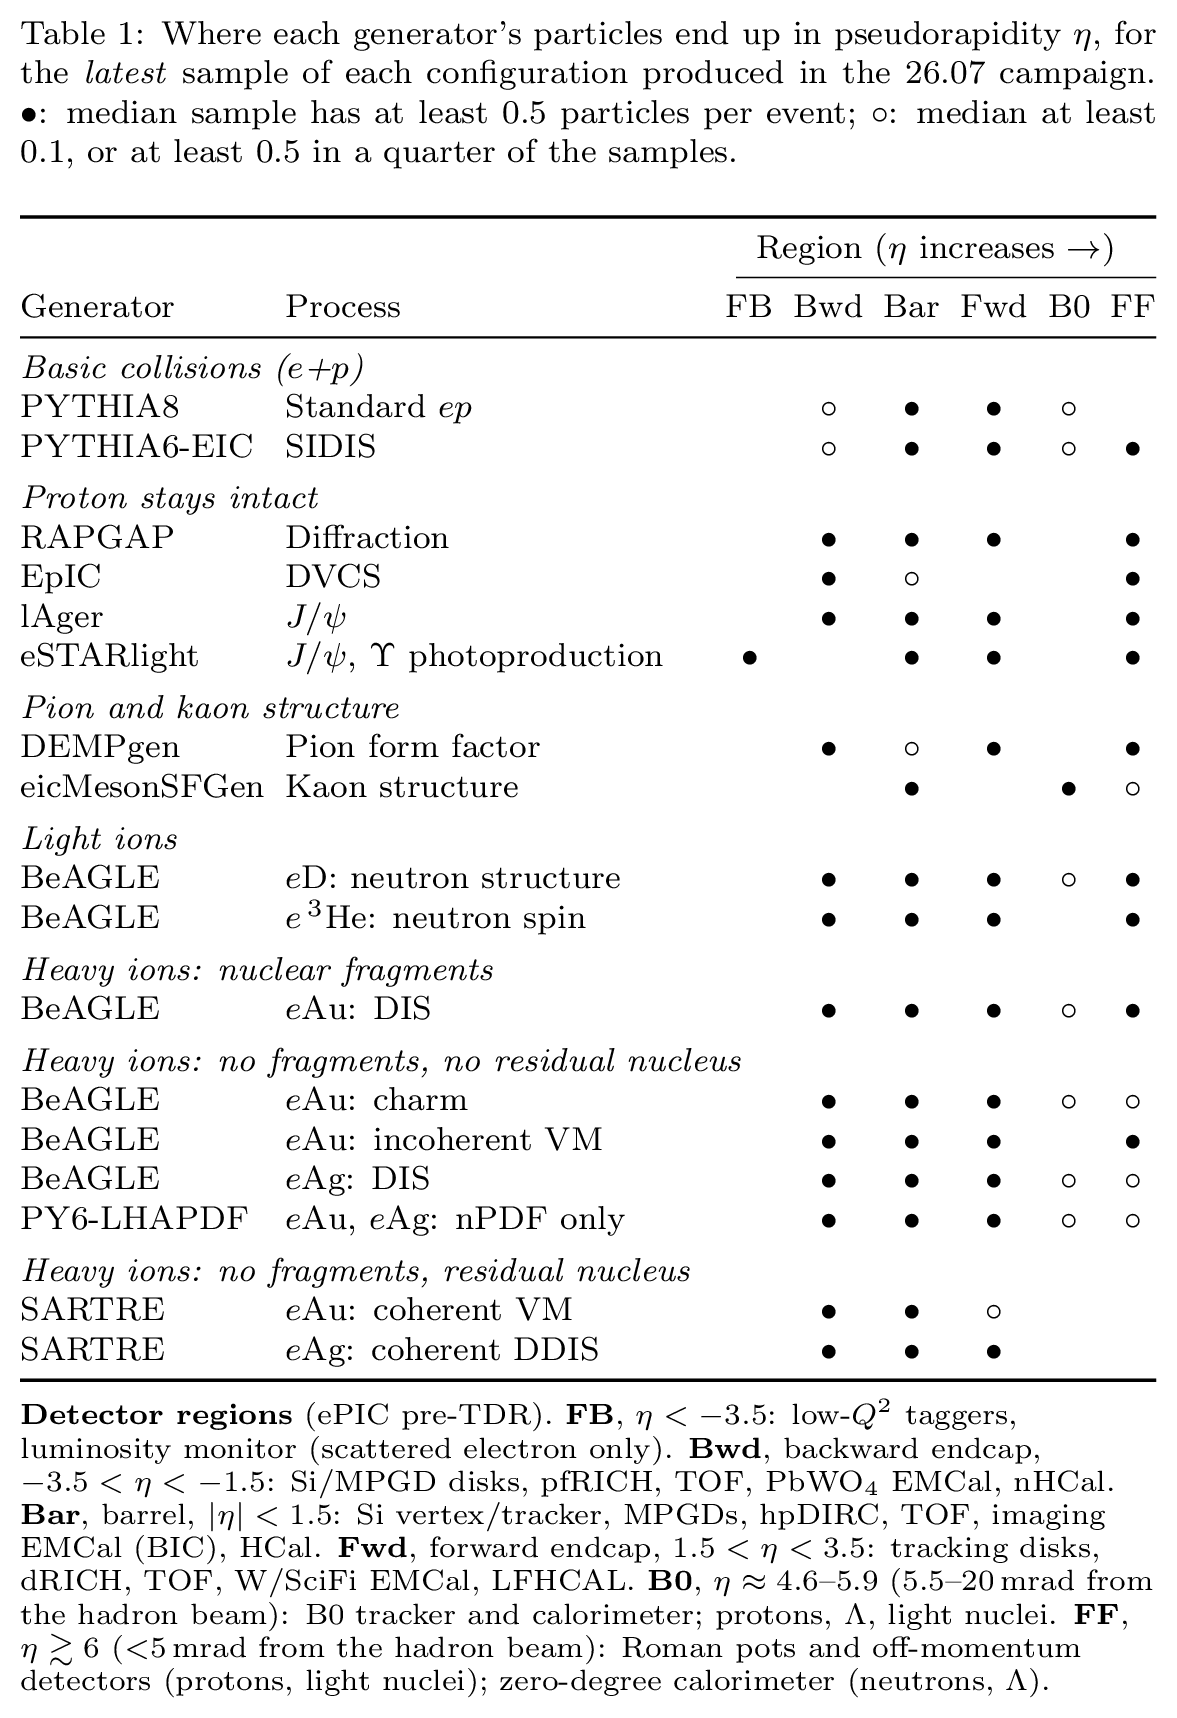 Table 1: Where each generator's particles end up in pseudorapidity η, for
the latest sample of each configuration produced in the 26.07 campaign.
●: median sample has at least 0.5 particles per event; ○: median at least
0.1, or at least 0.5 in a quarter of the samples.
Region (η increases →)
Generator Process FB Bwd Bar Fwd B0 FF
Basic collisions (e+p)
PYTHIA8 Standard ep ○ ● ● ○
PYTHIA6-EIC SIDIS ○ ● ● ○ ●
Proton stays intact
RAPGAP Diffraction ● ● ● ●
EpIC DVCS ● ○ ●
lAger J/ψ ● ● ● ●
eSTARlight J/ψ, Υ photoproduction ● ● ● ●
Pion and kaon structure
DEMPgen Pion form factor ● ○ ● ●
eicMesonSFGen Kaon structure ● ● ○
Light ions
BeAGLE eD: neutron structure ● ● ● ○ ●
BeAGLE e ³He: neutron spin ● ● ● ●
Heavy ions: nuclear fragments
BeAGLE eAu: DIS ● ● ● ○ ●
Heavy ions: no fragments, no residual nucleus
BeAGLE eAu: charm ● ● ● ○ ○
BeAGLE eAu: incoherent VM ● ● ● ●
BeAGLE eAg: DIS ● ● ● ○ ○
PY6-LHAPDF eAu, eAg: nPDF only ● ● ● ○ ○
Heavy ions: no fragments, residual nucleus
SARTRE eAu: coherent VM ● ● ○
SARTRE eAg: coherent DDIS ● ● ●
Detector regions (ePIC pre-TDR). FB, η < −3.5: low-Q² taggers,
luminosity monitor (scattered electron only). Bwd, backward endcap,
−3.5 < η < −1.5: Si/MPGD disks, pfRICH, TOF, PbWO₄ EMCal, nHCal.
Bar, barrel, |η| < 1.5: Si vertex/tracker, MPGDs, hpDIRC, TOF, imaging
EMCal (BIC), HCal. Fwd, forward endcap, 1.5 < η < 3.5: tracking disks,
dRICH, TOF, W/SciFi EMCal, LFHCAL. B0, η ≈ 4.6–5.9 (5.5–20 mrad from
the hadron beam): B0 tracker and calorimeter; protons, Λ, light nuclei. FF,
η ≳ 6 (<5 mrad from the hadron beam): Roman pots and off-momentum
detectors (protons, light nuclei); zero-degree calorimeter (neutrons, Λ).